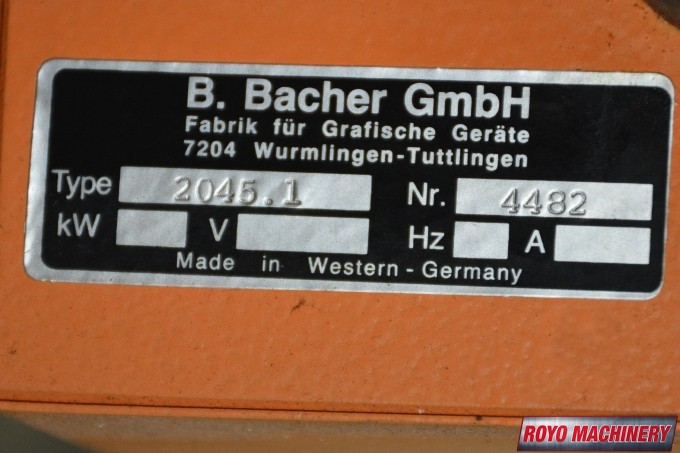 B. Bacher GmbH
Fabrik für Grafische Geräte
7204 Wurmlingen-Tuttlingen
Type 2045.1 Nr. 4482
kW V Hz A
Made in Western - Germany
ROYO MACHINERY